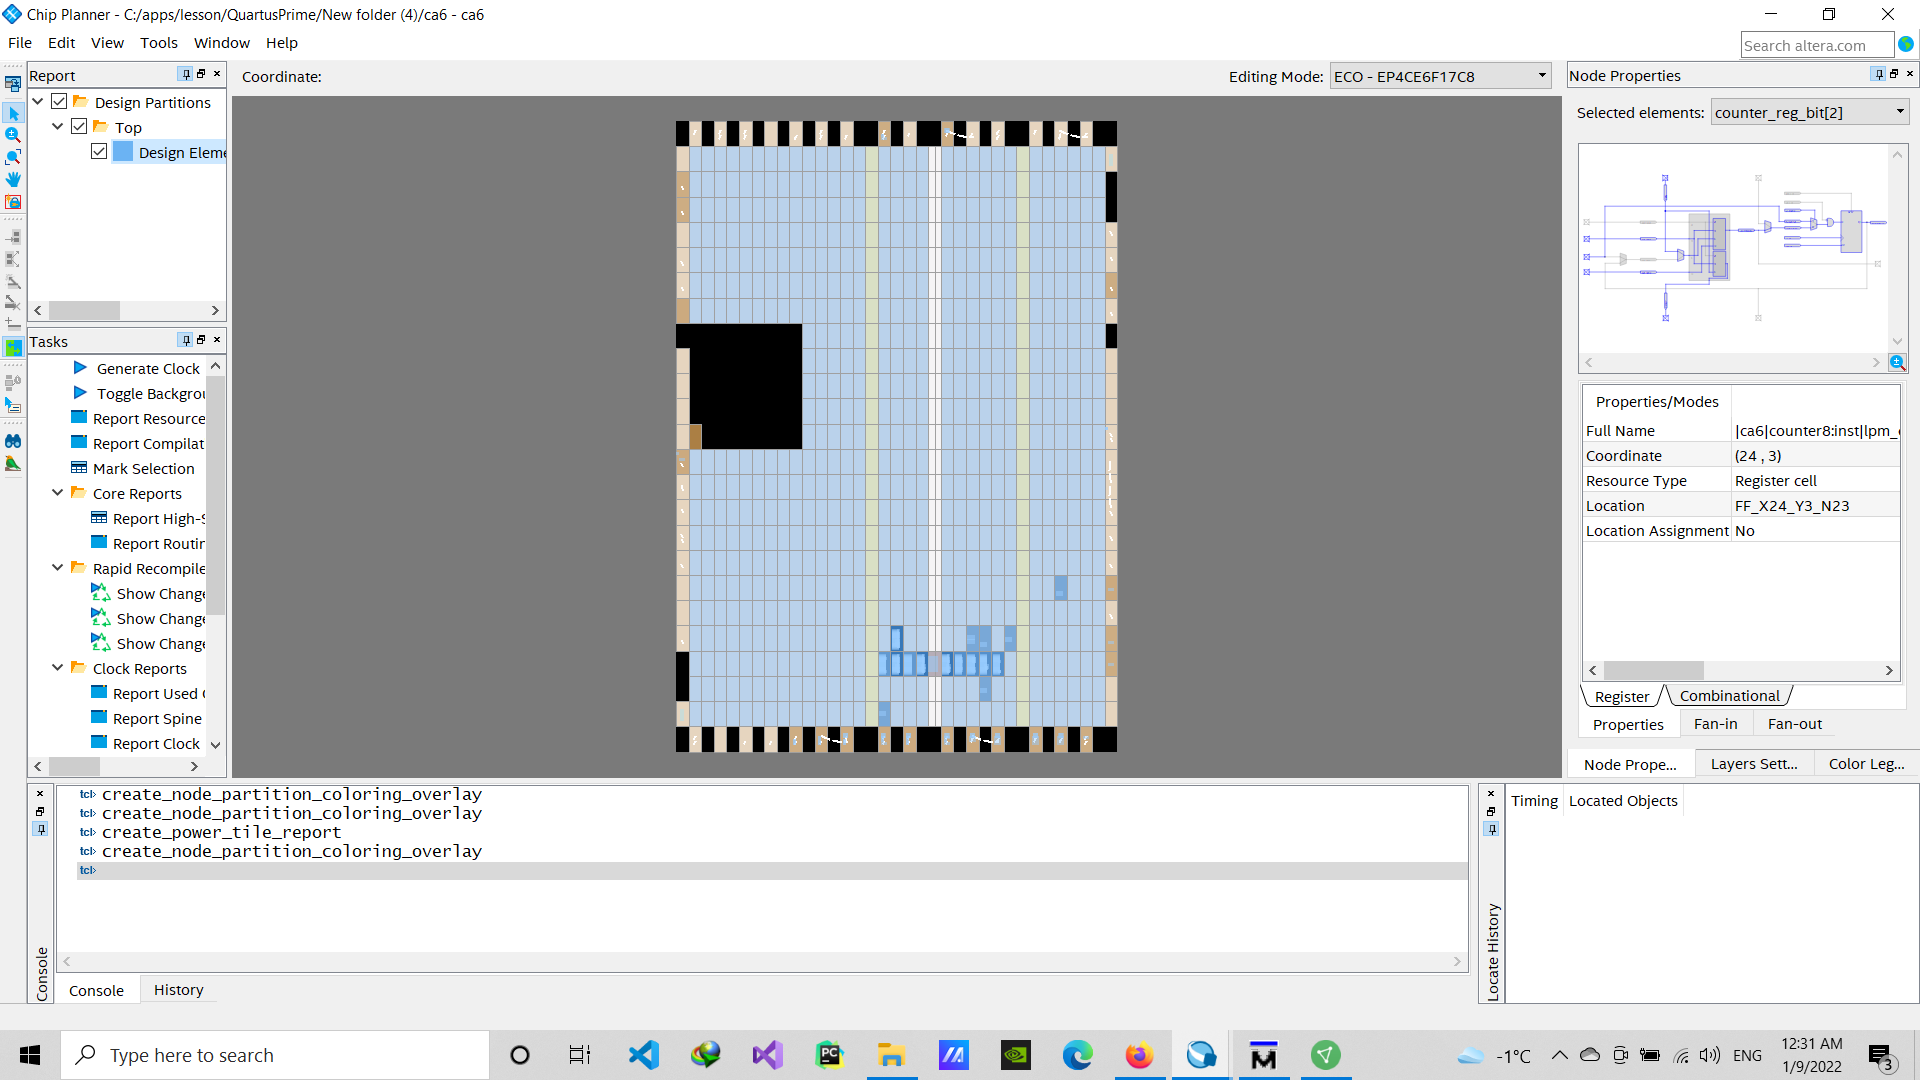 Chip Planner - C:/apps/lesson/QuartusPrime/New folder (4)/ca6 - ca6
File Edit View Tools Window Help
Search altera.com
Report
Coordinate:
Editing Mode: ECO - EP4CE6F17C8
Node Properties
Design Partitions
Top
Design Eleme
Selected elements: counter_reg_bit[2]
Tasks
Generate Clock
Toggle Backgrou
Report Resource
Report Compilat
Mark Selection
Core Reports
Report High-S
Report Routin
Rapid Recompile
Show Change
Show Change
Show Change
Clock Reports
Report Used C
Report Spine
Report Clock
Properties/Modes
Full Name |ca6|counter8:inst|lpm_c
Coordinate (24 , 3)
Resource Type Register cell
Location FF_X24_Y3_N23
Location Assignment No
Register Combinational
Properties Fan-in Fan-out
Node Prope... Layers Sett... Color Leg...
tcl> create_node_partition_coloring_overlay
tcl> create_node_partition_coloring_overlay
tcl> create_power_tile_report
tcl> create_node_partition_coloring_overlay
tcl>
Console
Console History
Locate History
Timing Located Objects
Type here to search
PC
-1°C
ENG
12:31 AM
1/9/2022
3